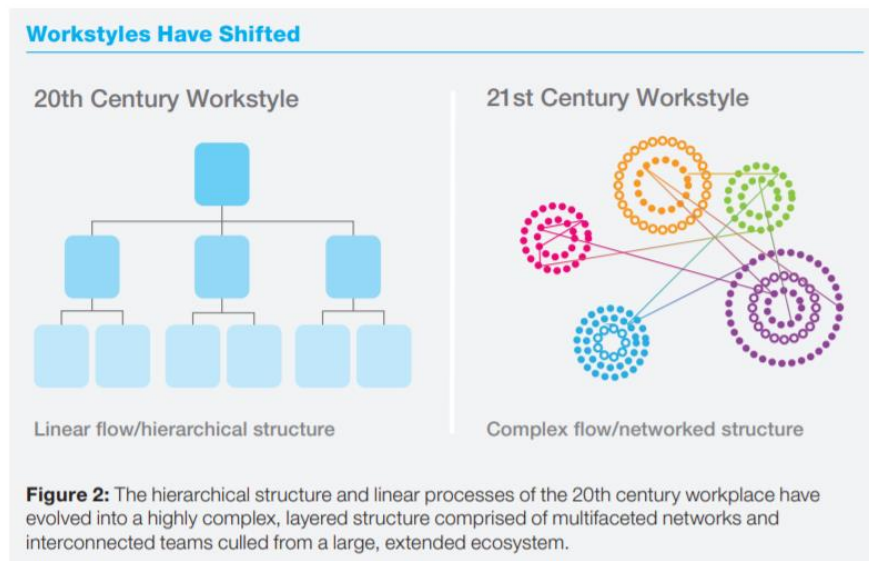 Workstyles Have Shifted
20th Century Workstyle
21st Century Workstyle
Linear flow/hierarchical structure
Complex flow/networked structure
Figure 2: The hierarchical structure and linear processes of the 20th century workplace have
evolved into a highly complex, layered structure comprised of multifaceted networks and
interconnected teams culled from a large, extended ecosystem.